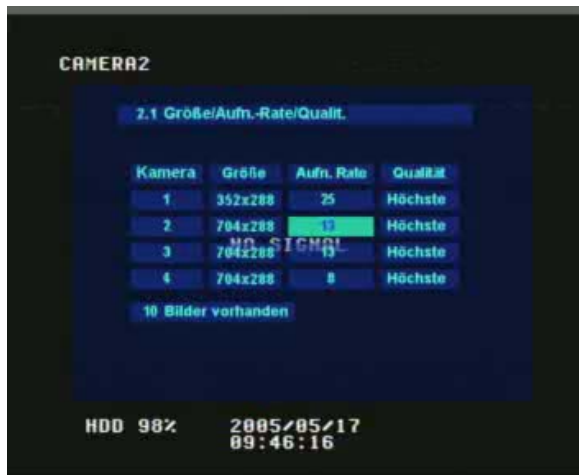 CAMERA2
2.1 Größe/Aufn.-Rate/Qualit.
Kamera Größe Aufn. Rate Qualität
1 352x288 25 Höchste
2 704x288 13 Höchste
NO SIGNAL
3 704x288 13 Höchste
4 704x288 8 Höchste
10 Bilder vorhanden
HDD 98% 2005/05/17
09:46:16